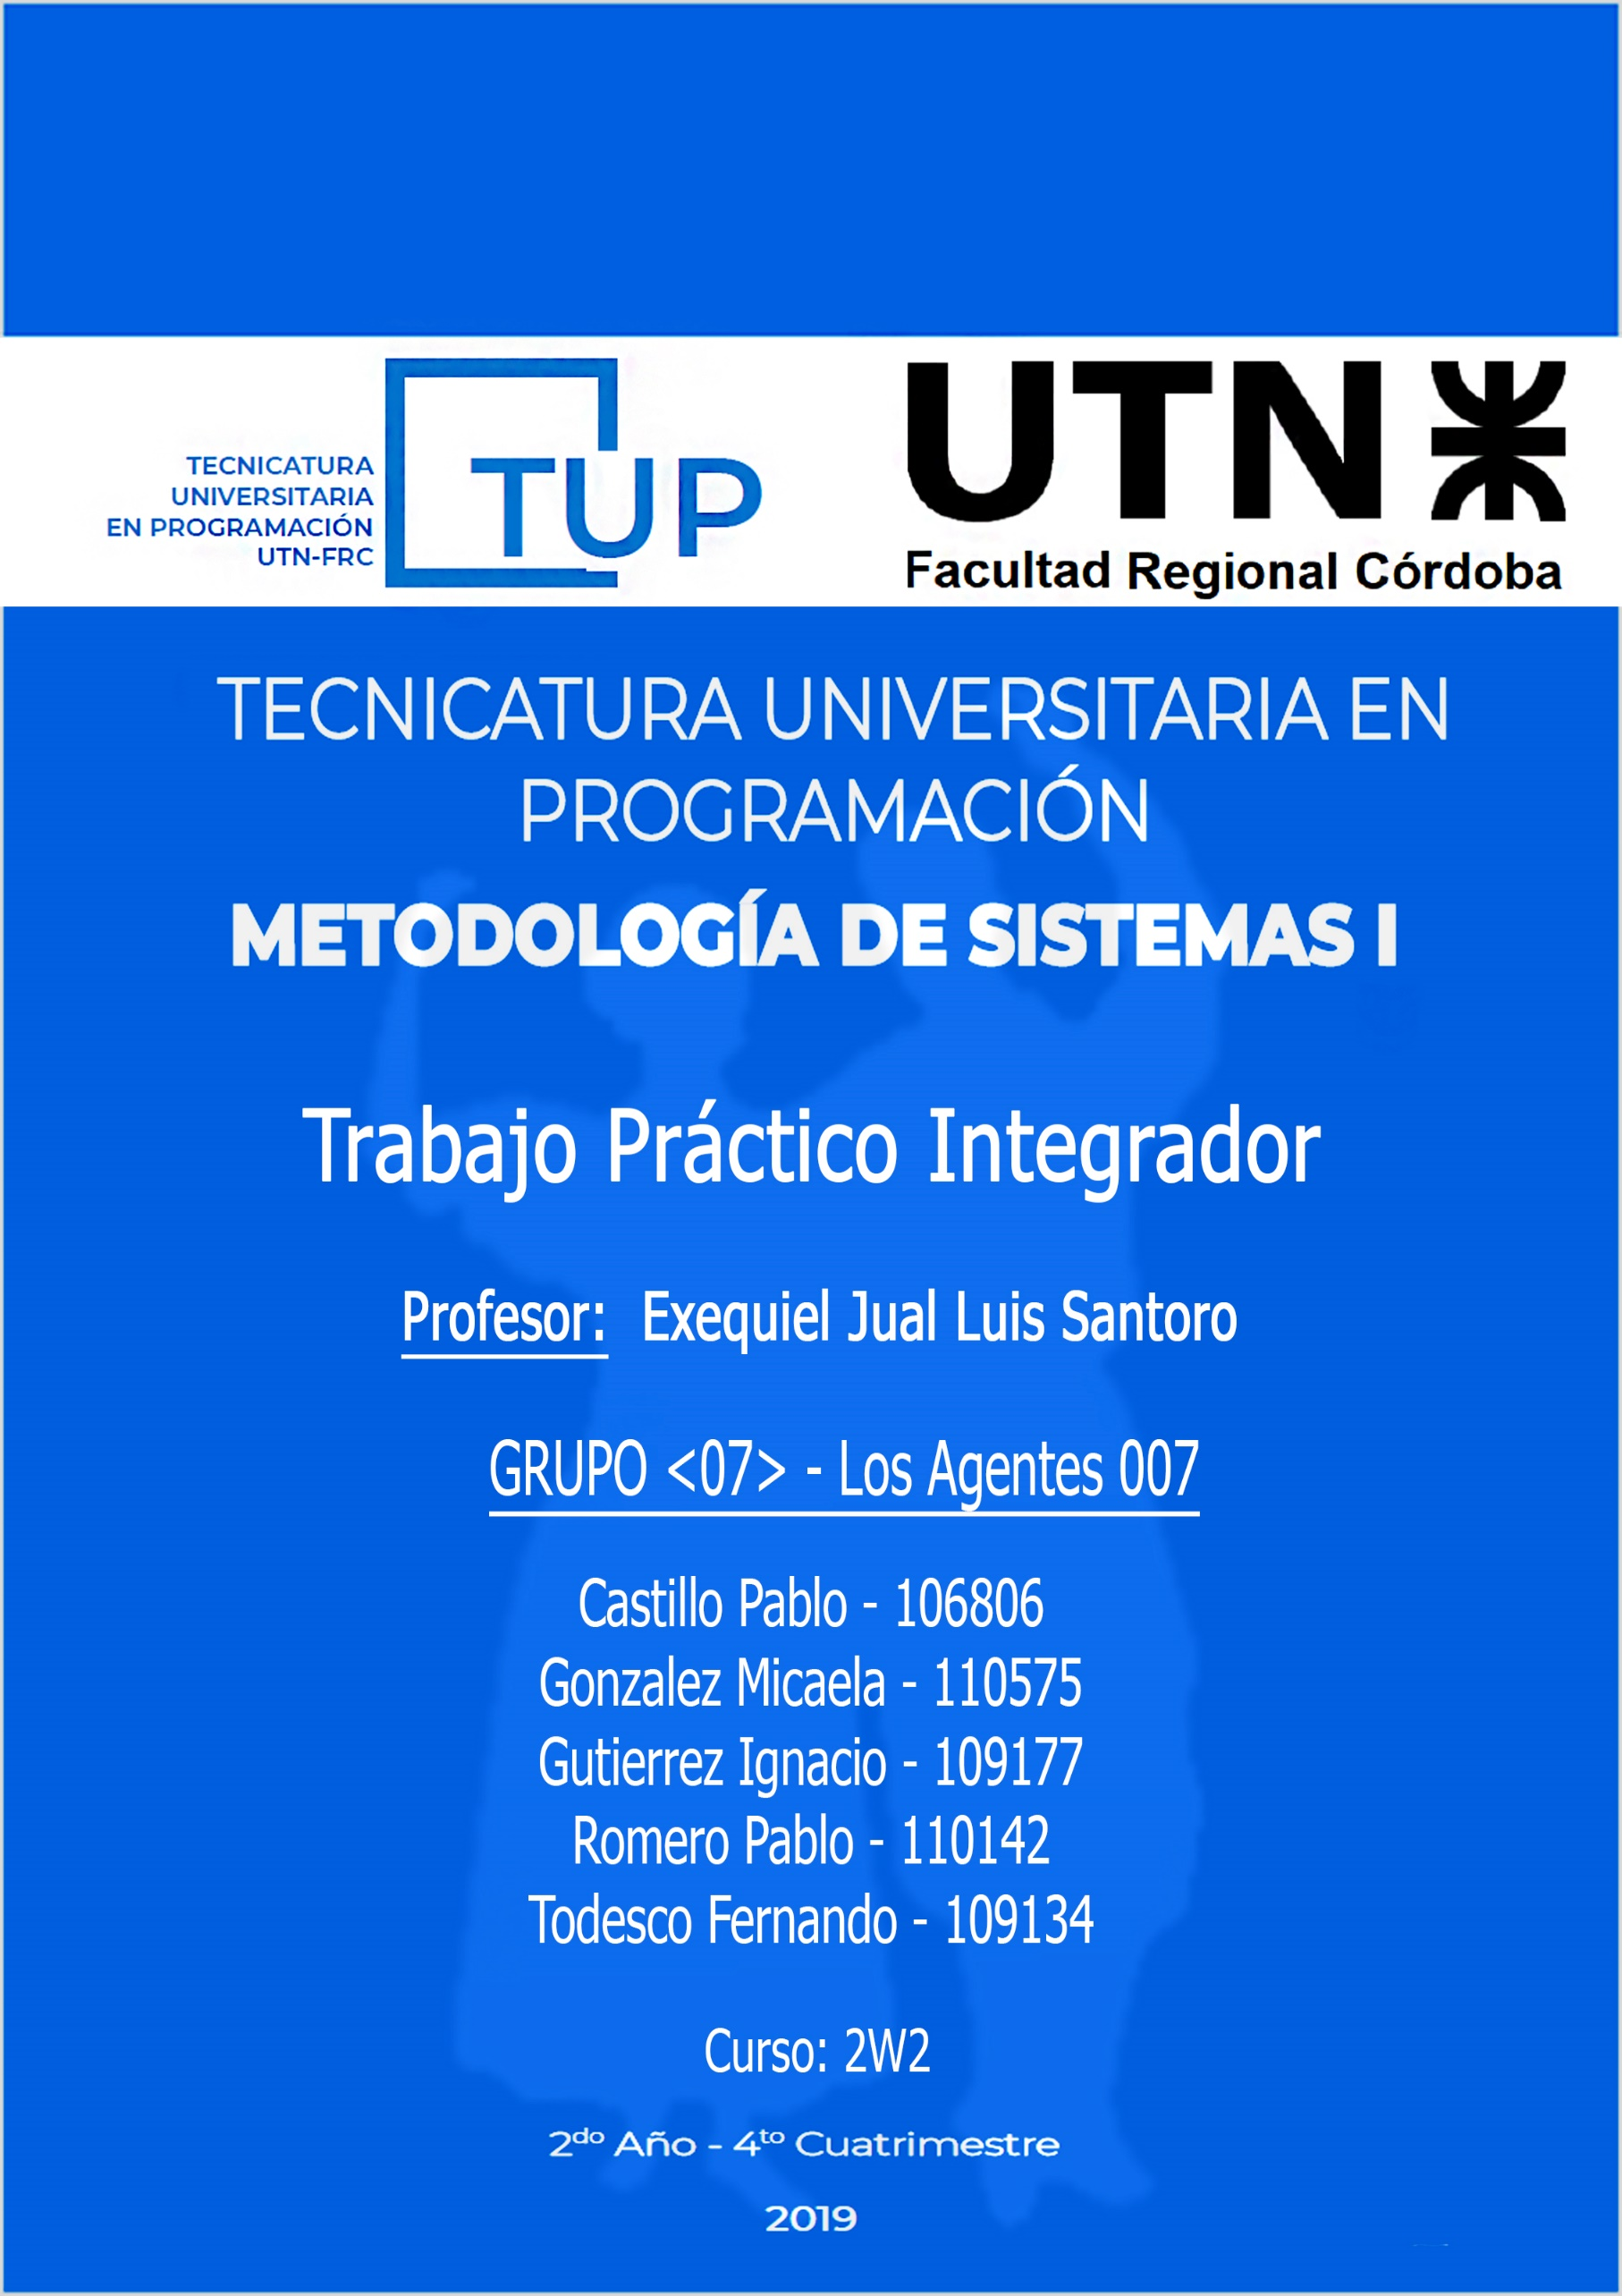 TECNICATURA
UNIVERSITARIA
EN PROGRAMACIÓN
UTN-FRC
TUP
UTN
Facultad Regional Córdoba
TECNICATURA UNIVERSITARIA EN
PROGRAMACIÓN
METODOLOGÍA DE SISTEMAS I
Trabajo Práctico Integrador
Profesor: Exequiel Jual Luis Santoro
GRUPO <07> - Los Agentes 007
Castillo Pablo - 106806
Gonzalez Micaela - 110575
Gutierrez Ignacio - 109177
Romero Pablo - 110142
Todesco Fernando - 109134
Curso: 2W2
2do Año - 4to Cuatrimestre
2019